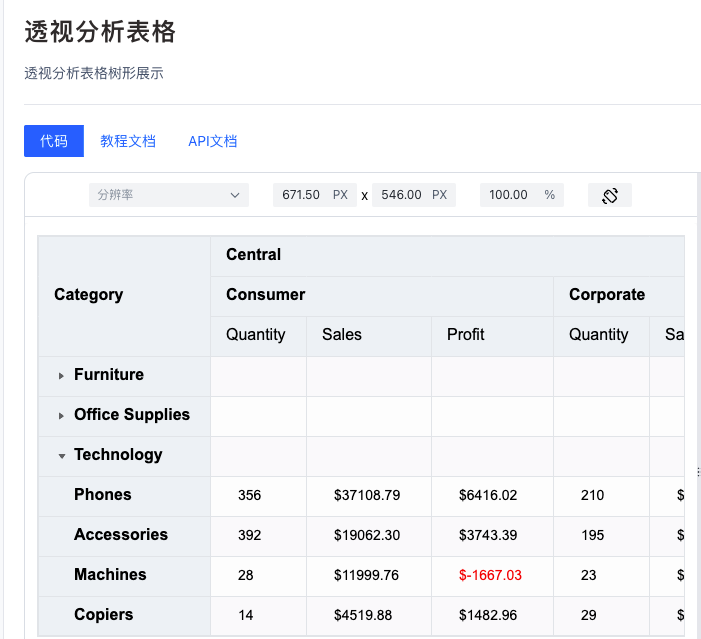 透视分析表格
透视分析表格树形展示
代码 教程文档 API文档
分辨率 671.50 PX x 546.00 PX 100.00 %
Central
Category Consumer Corporate
Quantity Sales Profit Quantity Sa
Furniture
Office Supplies
Technology
Phones 356 $37108.79 $6416.02 210 $
Accessories 392 $19062.30 $3743.39 195 $
Machines 28 $11999.76 $-1667.03 23 $
Copiers 14 $4519.88 $1482.96 29 $